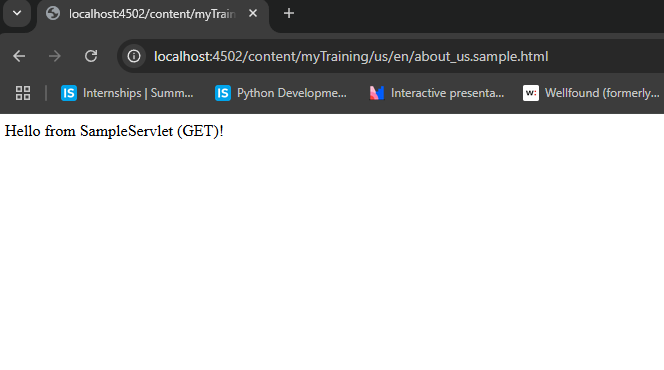 localhost:4502/content/myTrain
localhost:4502/content/myTraining/us/en/about_us.sample.html
IS Internships | Summ... IS Python Developme... Interactive presenta... w: Wellfound (formerly...
Hello from SampleServlet (GET)!